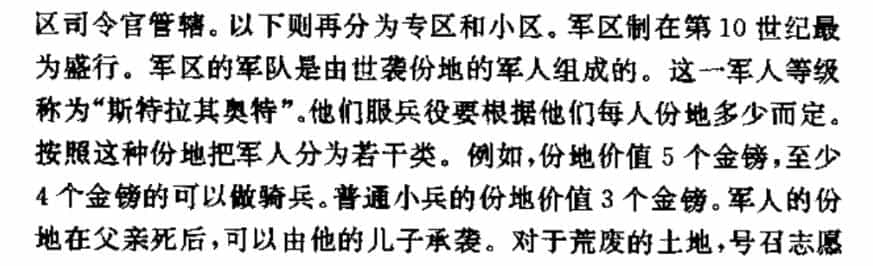 区司令官管辖。以下则再分为专区和小区。军区制在第10世纪最
为盛行。军区的军队是由世袭份地的军人组成的。这一军人等级
称为“斯特拉其奥特”。他们服兵役要根据他们每人份地多少而定。
按照这种份地把军人分为若干类。例如,份地价值5个金镑,至少
4个金镑的可以做骑兵。普通小兵的份地价值3个金镑。军人的份
地在父亲死后,可以由他的儿子承袭。对于荒废的土地,号召志愿